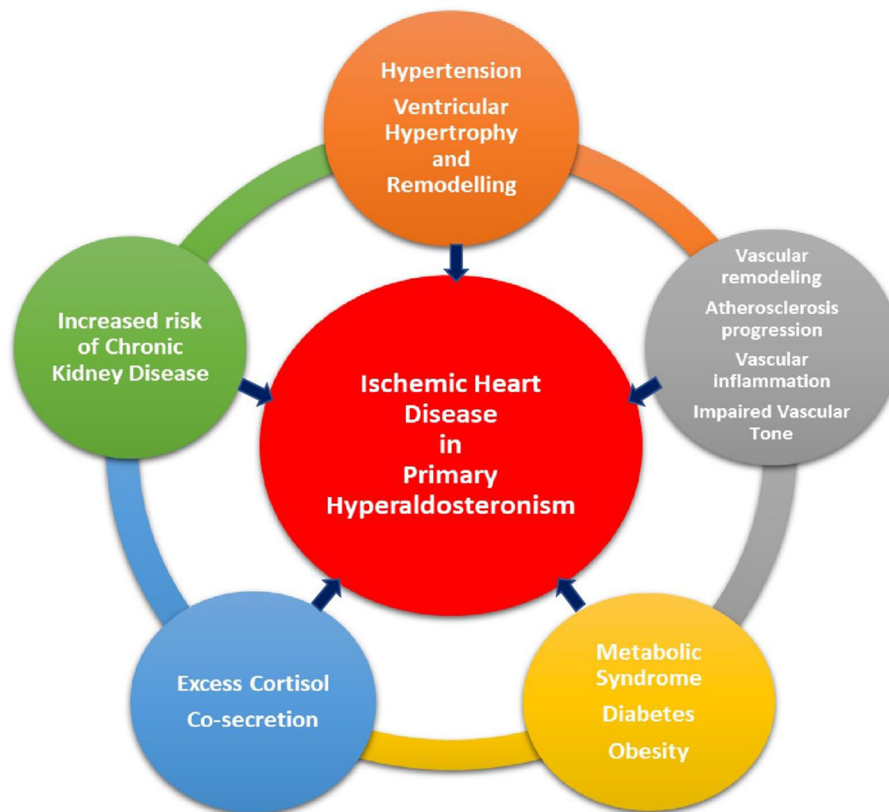 Hypertension
Ventricular
Hypertrophy
and
Remodelling
Vascular
remodeling
Atherosclerosis
progression
Vascular
inflammation
Impaired Vascular
Tone
Increased risk
of Chronic
Kidney Disease
Ischemic Heart
Disease
in
Primary
Hyperaldosteronism
Metabolic
Syndrome
Diabetes
Obesity
Excess Cortisol
Co-secretion